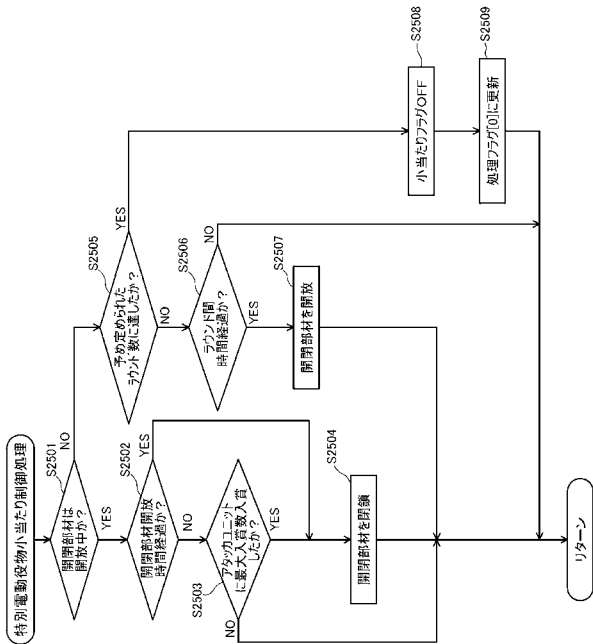 特別電動役物小当たり制御処理
S2501
開閉部材は
開放中か？
NO
YES
S2502
開閉部材開放
時間経過か？
YES
NO
S2503
アタッカユニット
に最大入賞数入賞
したか？
NO
YES
S2504
開閉部材を閉鎖
S2505
予め定められた
ラウンド数に達したか？
YES
NO
S2506
ラウンド間
時間経過か？
NO
YES
S2507
開閉部材を開放
S2508
小当たりフラグOFF
S2509
処理フラグ[0]に更新
リターン